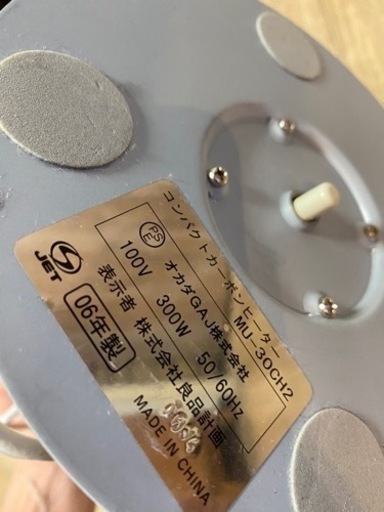 コンパクトカーボンヒーター
MU-30CH2
オカダGAJ株式会社
PSE
100V 300W 50/60Hz
表示者 株式会社良品計画
JET
06年製
MADE IN CHINA